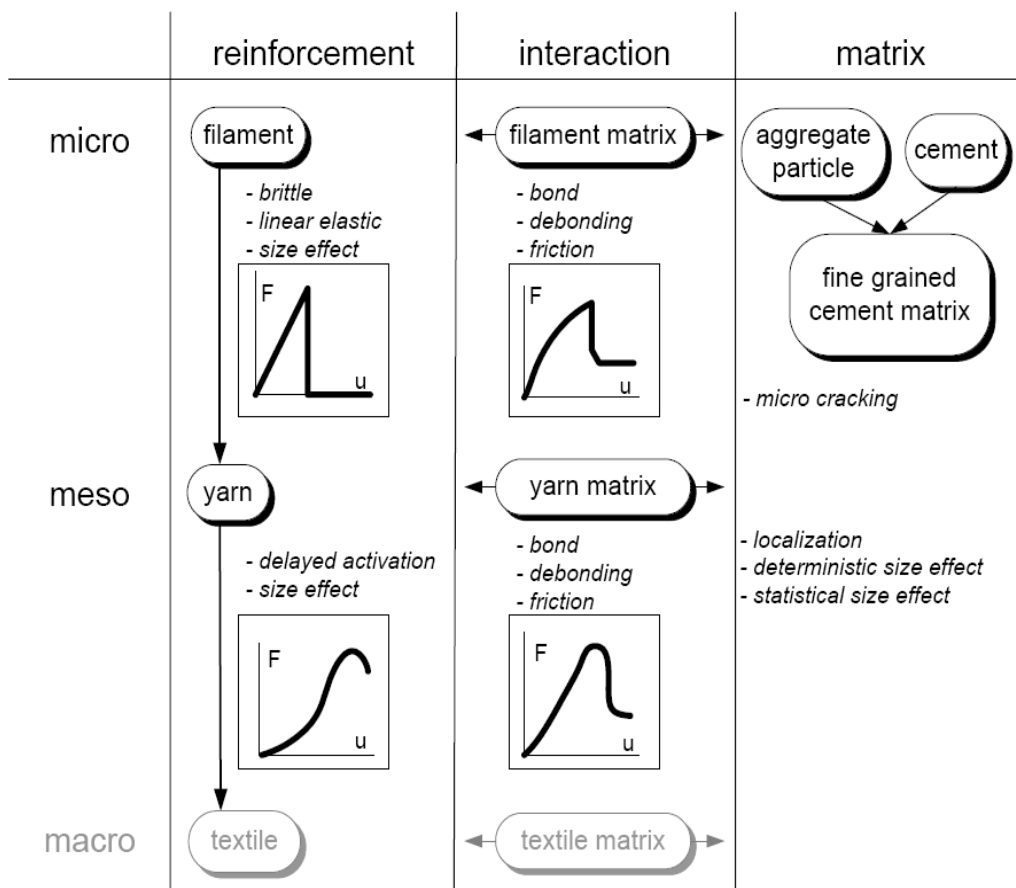 reinforcement
interaction
matrix
micro
filament
- brittle
- linear elastic
- size effect
F
u
filament matrix
- bond
- debonding
- friction
F
u
aggregate
particle
cement
fine grained
cement matrix
- micro cracking
meso
yarn
- delayed activation
- size effect
F
u
yarn matrix
- bond
- debonding
- friction
F
u
- localization
- deterministic size effect
- statistical size effect
macro
textile
textile matrix